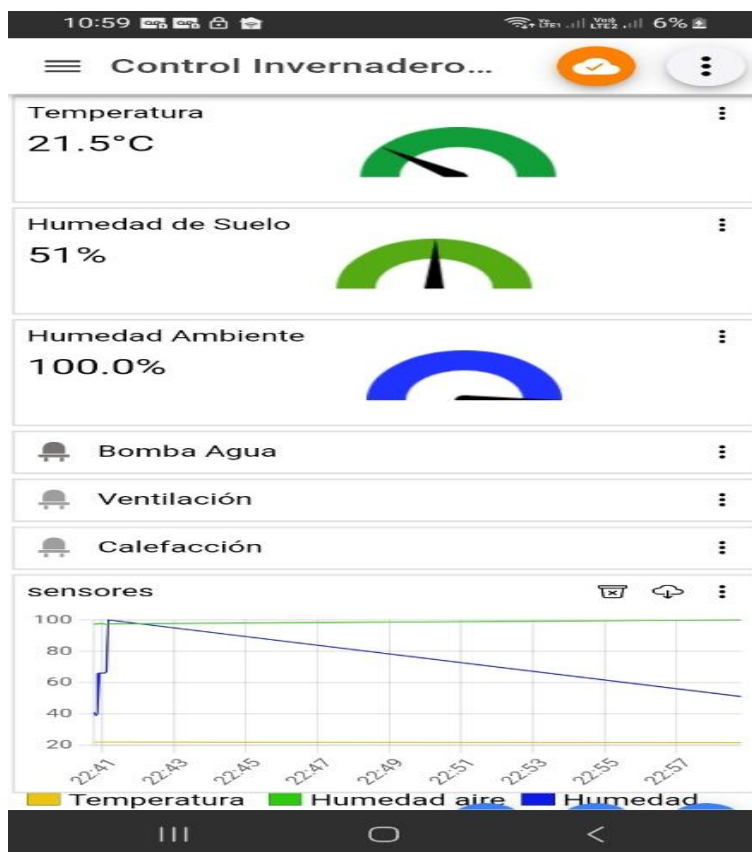 10:59 6%
Control Invernadero...
Temperatura
21.5°C
Humedad de Suelo
51%
Humedad Ambiente
100.0%
Bomba Agua
Ventilación
Calefacción
sensores
100
80
60
40
20
22:41 22:43 22:45 22:47 22:49 22:51 22:53 22:55 22:57
Temperatura Humedad aire Humedad